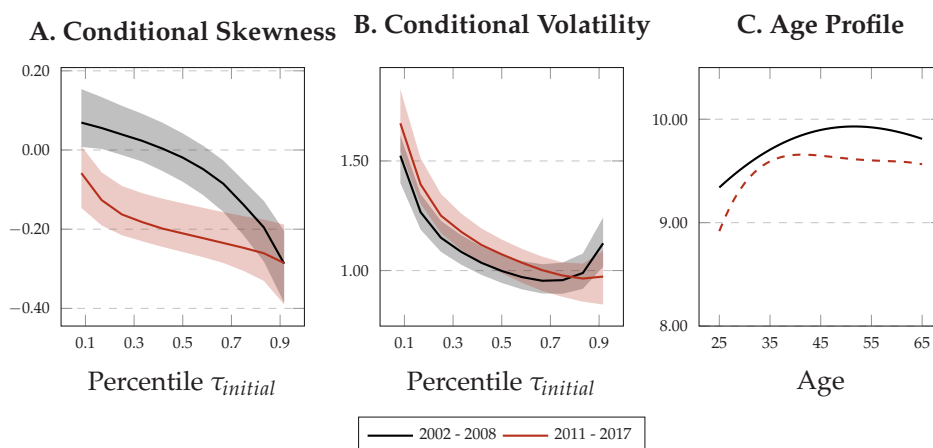 A. Conditional Skewness
B. Conditional Volatility
C. Age Profile
0.20
0.00
−0.20
−0.40
0.1 0.3 0.5 0.7 0.9
Percentile τinitial
1.50
1.00
0.1 0.3 0.5 0.7 0.9
Percentile τinitial
10.00
9.00
8.00
25 35 45 55 65
Age
2002 - 2008 2011 - 2017